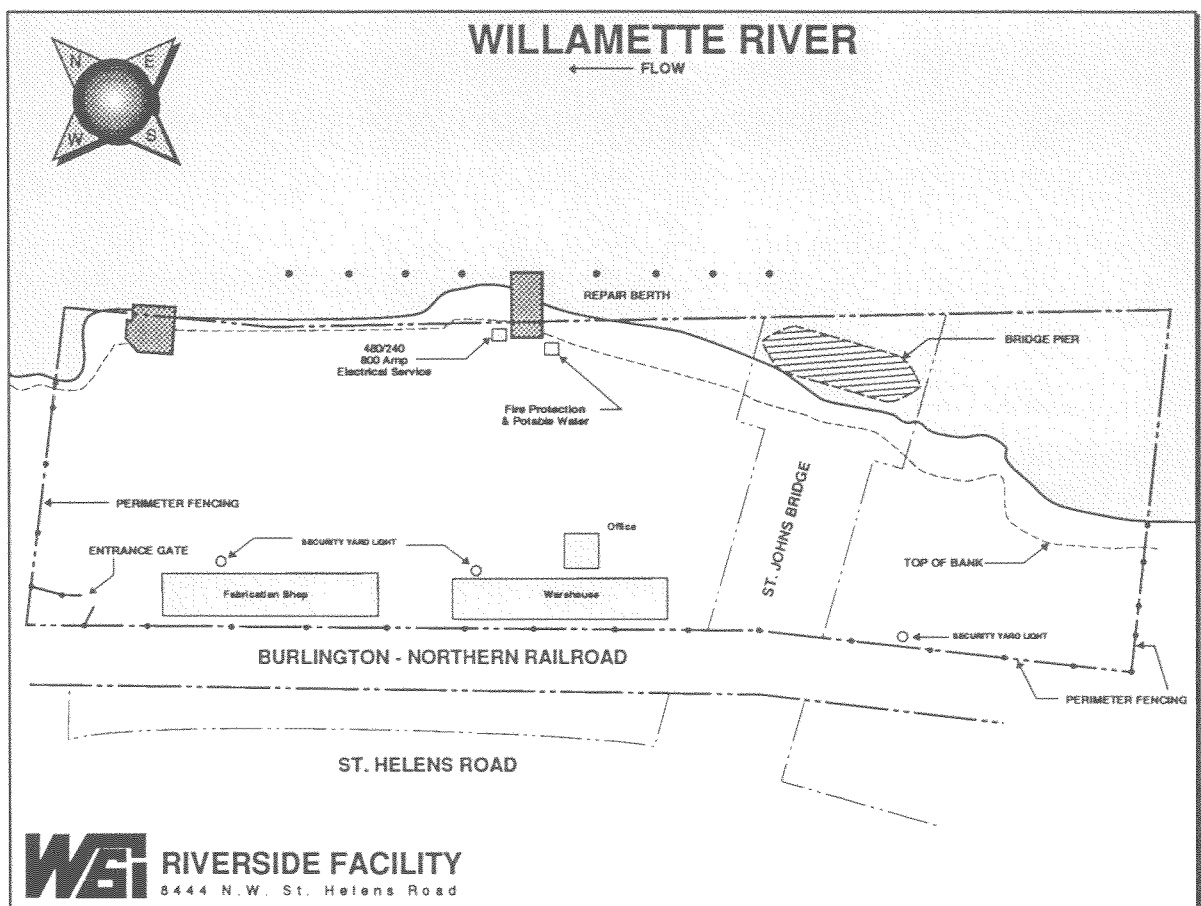 WILLAMETTE RIVER
FLOW
N
E
W
S
REPAIR BERTH
BRIDGE PIER
480/240
800 Amp
Electrical Service
Fire Protection
& Potable Water
ST. JOHNS BRIDGE
PERIMETER FENCING
ENTRANCE GATE
SECURITY YARD LIGHT
Office
TOP OF BANK
Fabrication Shop
Warehouse
SECURITY YARD LIGHT
BURLINGTON - NORTHERN RAILROAD
PERIMETER FENCING
ST. HELENS ROAD
WGI
RIVERSIDE FACILITY
8444 N.W. St. Helens Road